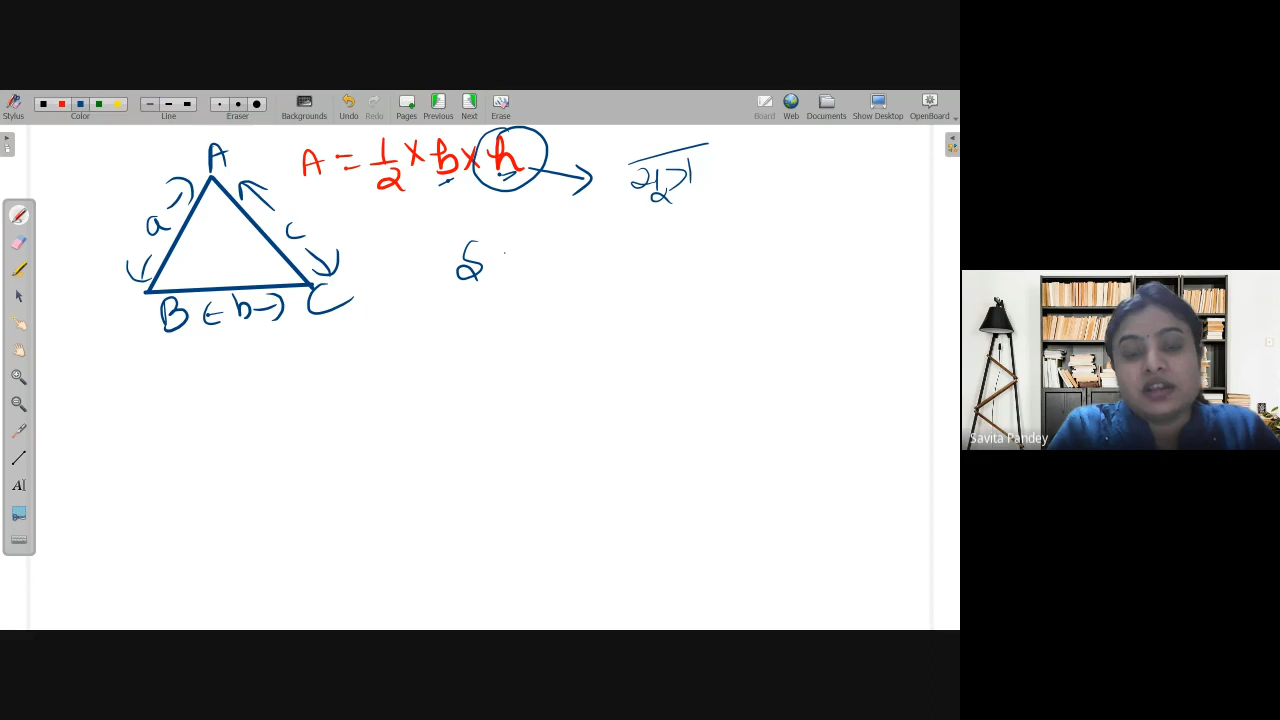 Stylus
Color
Line
Eraser
Backgrounds
Undo
Redo
Pages
Previous
Next
Erase
Board
Web
Documents
Show Desktop
OpenBoard
A
A = 1/2 × b × h
सूत्र
a
c
B ← b → C
Savita Pandey